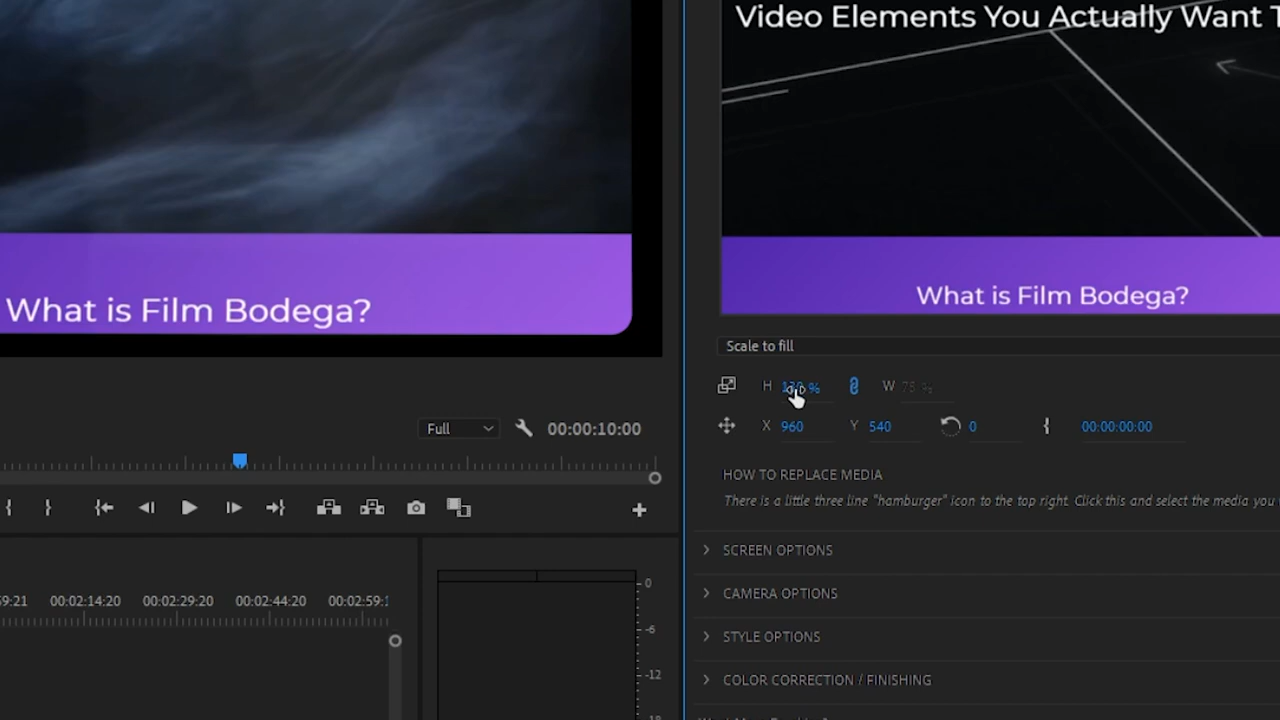 Video Elements You Actually Want T
What is Film Bodega?
What is Film Bodega?
Scale to fill
H % W 75 %
X 960 Y 540 0 00:00:00:00
Full 00:00:10:00
HOW TO REPLACE MEDIA
There is a little three line "hamburger" icon to the top right. Click this and select the media you
SCREEN OPTIONS
CAMERA OPTIONS
STYLE OPTIONS
COLOR CORRECTION / FINISHING
59:21 00:02:14:20 00:02:29:20 00:02:44:20 00:02:59:
0
-6
-12